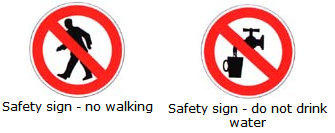 Safety sign - no walking
Safety sign - do not drink
water